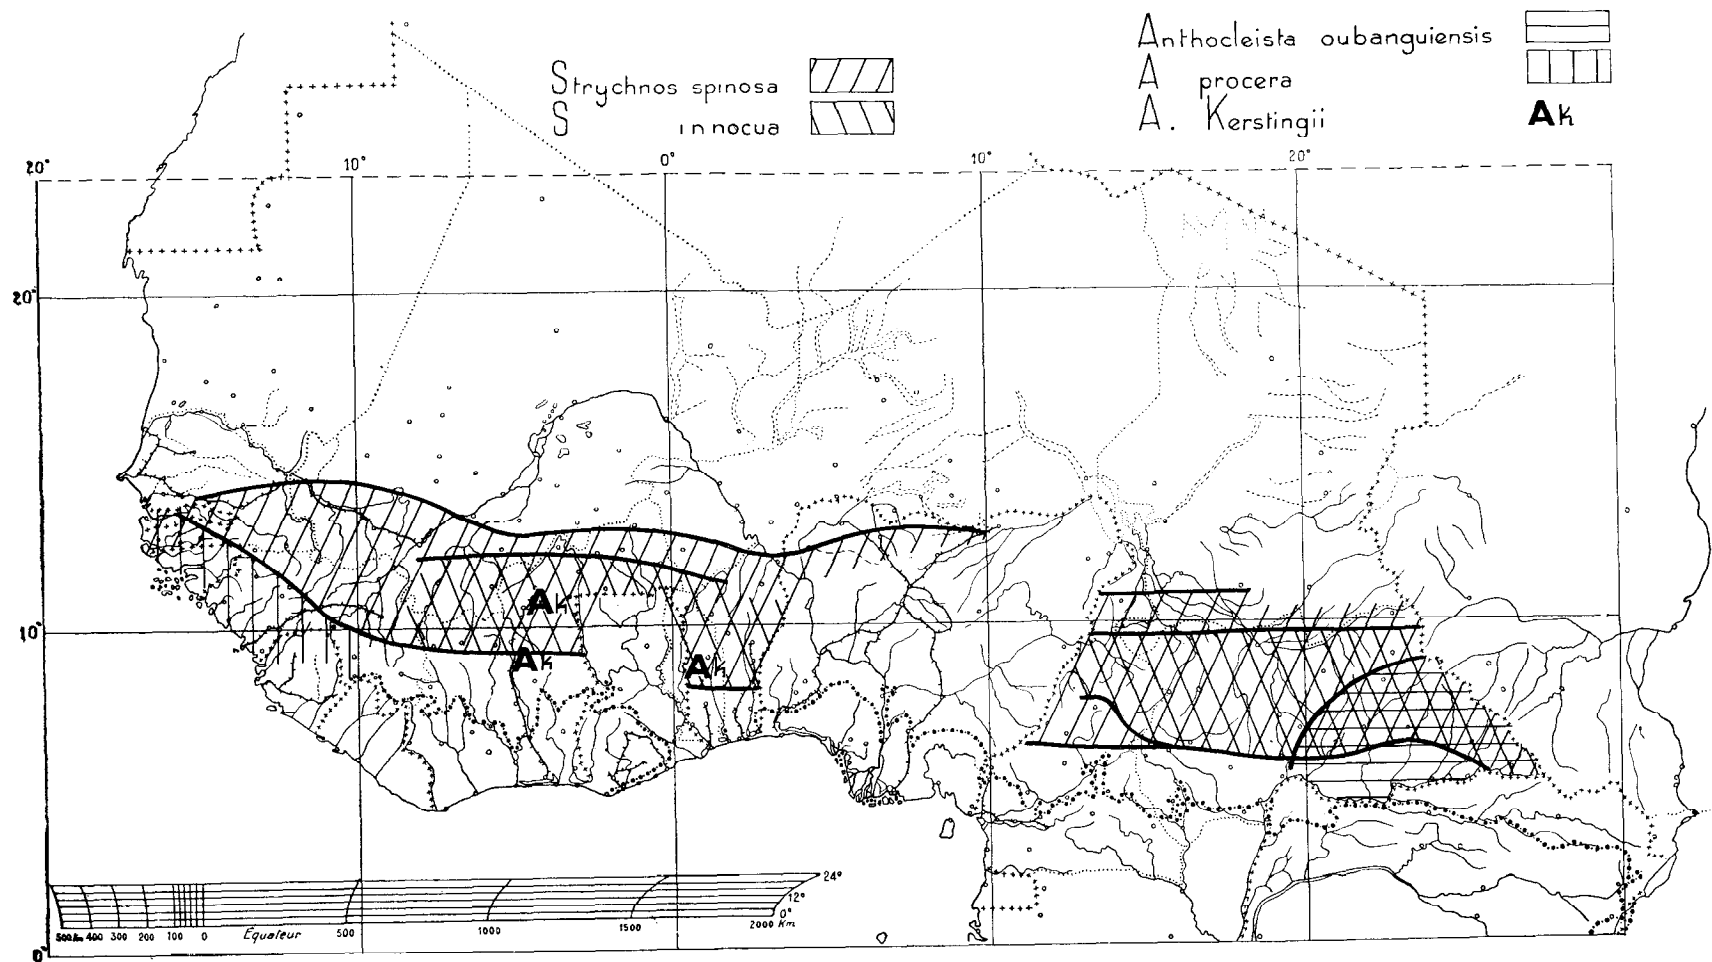 Anthocleista oubanguiensis
A procera
A. Kerstingii Ak
Strychnos spinosa
S innocua
20° 10° 0° 10° 20°
20°
10°
0°
Ak
Ak
Ak
24°
12°
0°
500 Km 400 300 200 100 0 Equateur 500 1000 1500 2000 Km